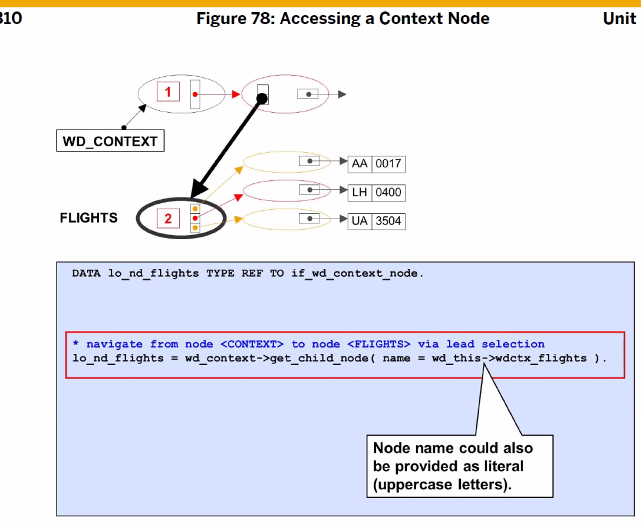 310
Figure 78: Accessing a Context Node
Unit
1
WD_CONTEXT
AA 0017
LH 0400
FLIGHTS
2
UA 3504
DATA lo_nd_flights TYPE REF TO if_wd_context_node.
* navigate from node <CONTEXT> to node <FLIGHTS> via lead selection
lo_nd_flights = wd_context->get_child_node( name = wd_this->wdctx_flights ).
Node name could also
be provided as literal
(uppercase letters).